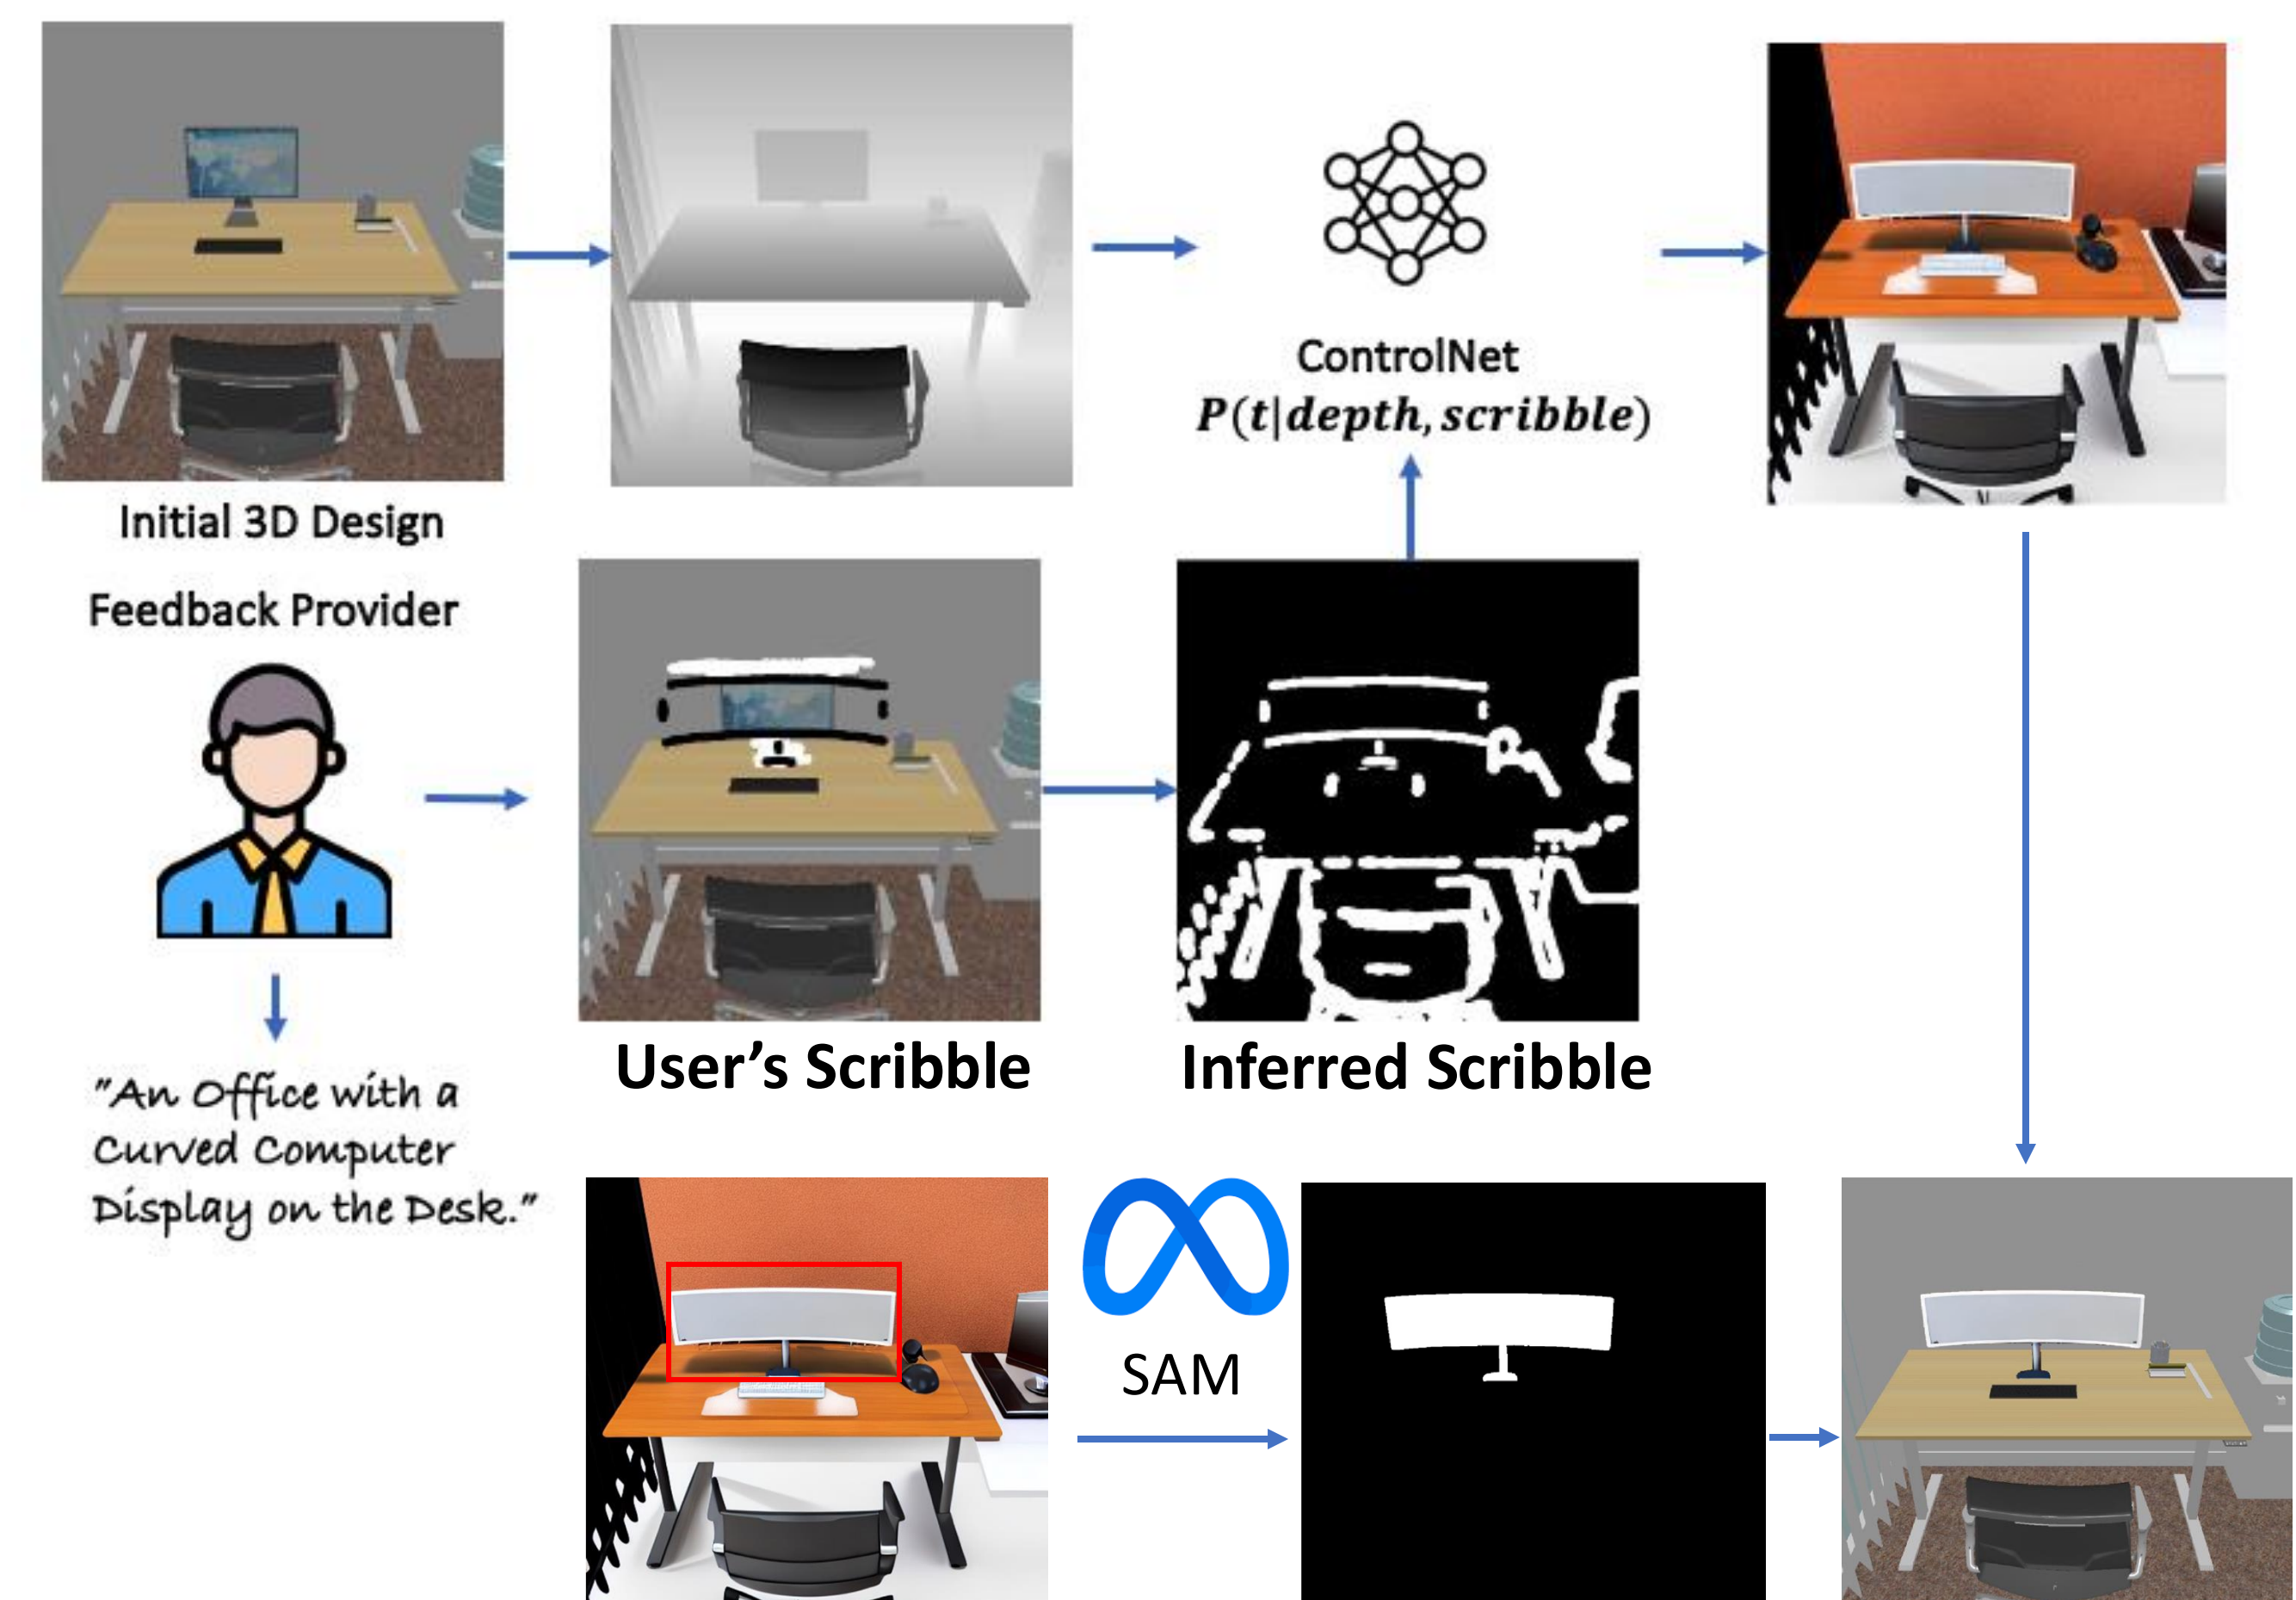 Initial 3D Design
ControlNet
P(t|depth, scribble)
Feedback Provider
"An Office with a
Curved Computer
Display on the Desk."
User’s Scribble
Inferred Scribble
SAM